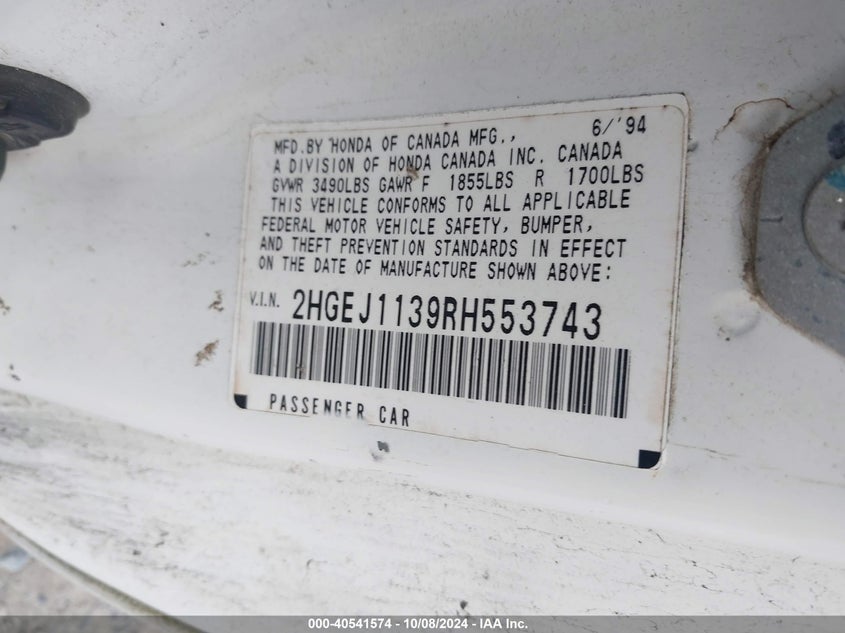 6/'94
MFD.BY HONDA OF CANADA MFG.,
A DIVISION OF HONDA CANADA INC. CANADA
GVWR 3490LBS GAWR F 1855LBS R 1700LBS
THIS VEHICLE CONFORMS TO ALL APPLICABLE
FEDERAL MOTOR VEHICLE SAFETY, BUMPER,
AND THEFT PREVENTION STANDARDS IN EFFECT
ON THE DATE OF MANUFACTURE SHOWN ABOVE:
V.I.N. 2HGEJ1139RH553743
PASSENGER CAR
000-40541574 | 10/08/2024 - IAA Inc.